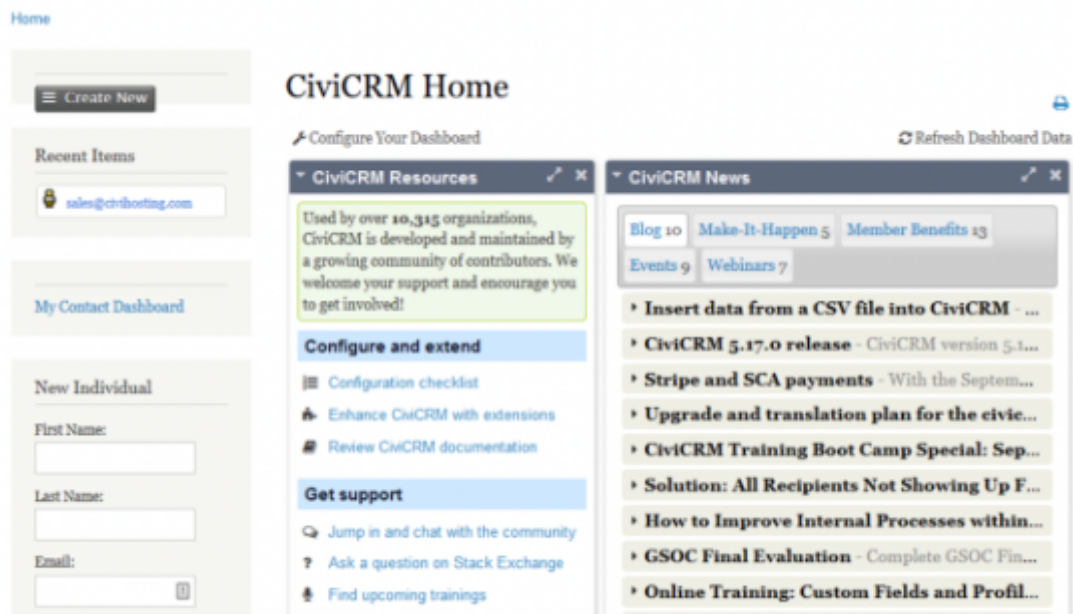 Home
Create New
Recent Items
sales@civihosting.com
My Contact Dashboard
New Individual
First Name:
Last Name:
Email:
CiviCRM Home
Configure Your Dashboard
Refresh Dashboard Data
CiviCRM Resources
Used by over 10,315 organizations,
CiviCRM is developed and maintained by
a growing community of contributors. We
welcome your support and encourage you
to get involved!
Configure and extend
Configuration checklist
Enhance CiviCRM with extensions
Review CiviCRM documentation
Get support
Jump in and chat with the community
? Ask a question on Stack Exchange
Find upcoming trainings
CiviCRM News
Blog 10 Make-It-Happen 5 Member Benefits 13
Events 9 Webinars 7
Insert data from a CSV file into CiviCRM - ...
CiviCRM 5.17.0 release - CiviCRM version 5.1...
Stripe and SCA payments - With the Septem...
Upgrade and translation plan for the civic...
CiviCRM Training Boot Camp Special: Sep...
Solution: All Recipients Not Showing Up F...
How to Improve Internal Processes within...
GSOC Final Evaluation - Complete GSOC Fin...
Online Training: Custom Fields and Profil...